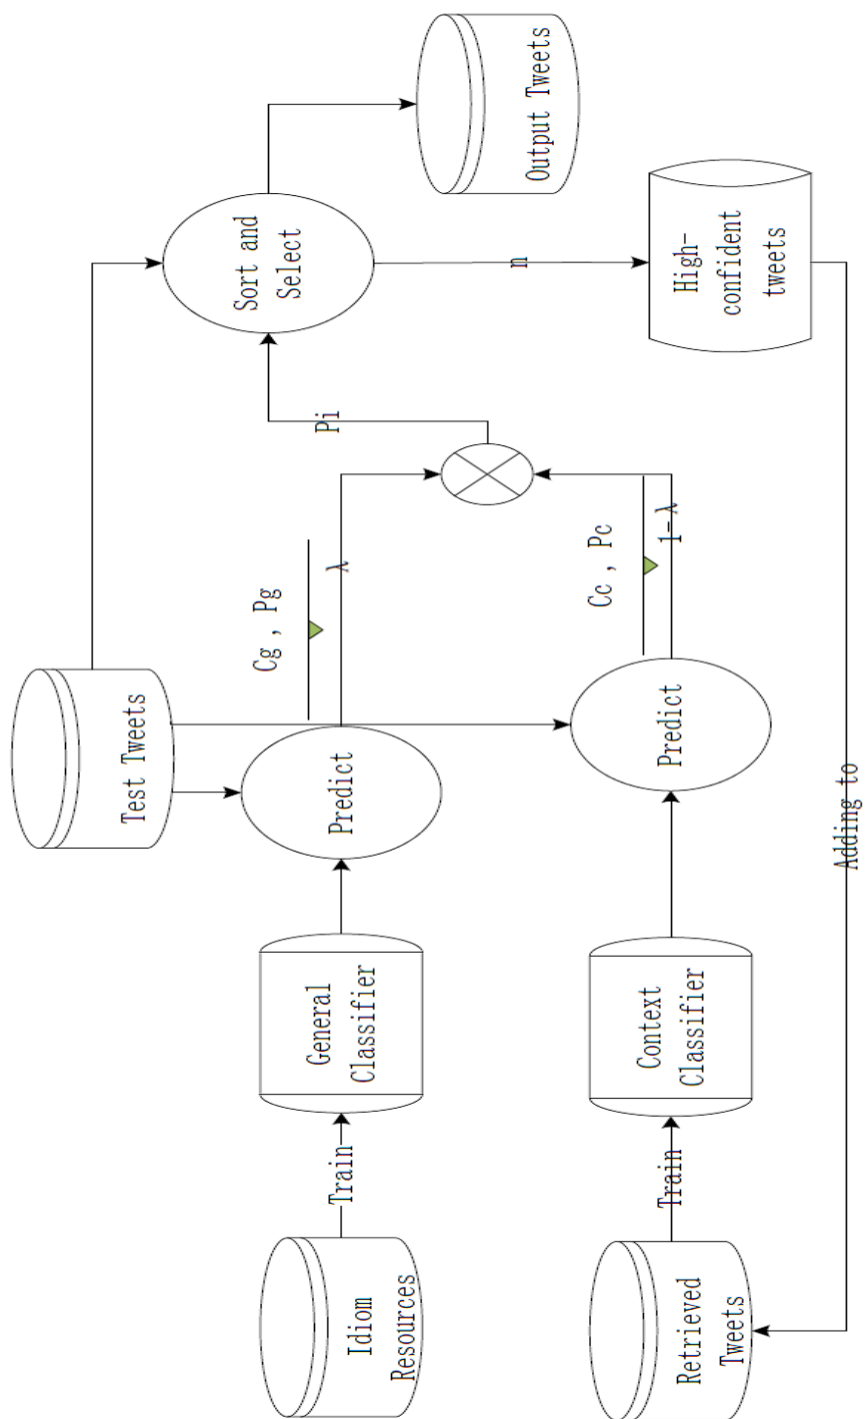 Idiom
Resources
Train
General
Classifier
Predict
Test Tweets
Cg , Pg
λ
Retrieved
Tweets
Train
Context
Classifier
Predict
Cc , Pc
1-λ
Pi
Sort and
Select
Output Tweets
n
High-
confident
tweets
Adding to